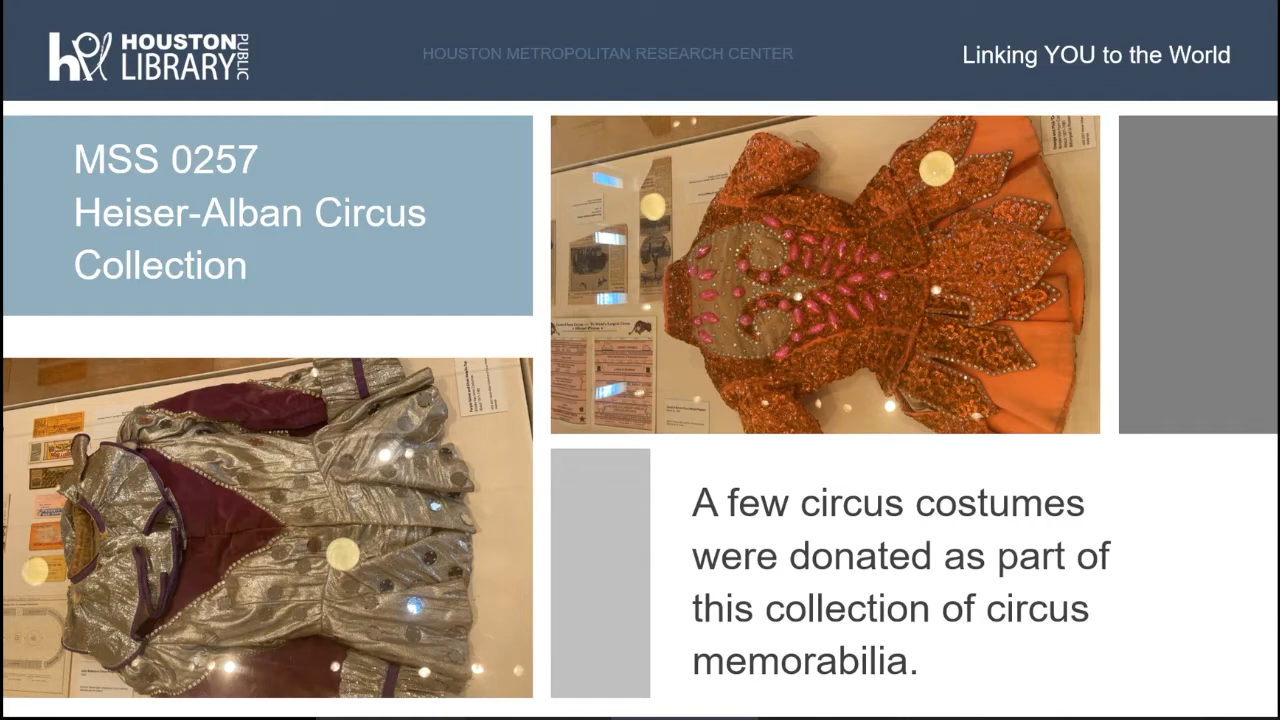 HOUSTON
LIBRARY
PUBLIC
HOUSTON METROPOLITAN RESEARCH CENTER
Linking YOU to the World
MSS 0257
Heiser-Alban Circus
Collection
A few circus costumes
were donated as part of
this collection of circus
memorabilia.